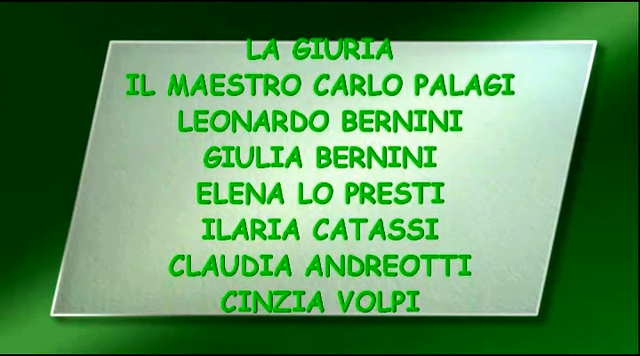 LA GIURIA
IL MAESTRO CARLO PALAGI
LEONARDO BERNINI
GIULIA BERNINI
ELENA LO PRESTI
ILARIA CATASSI
CLAUDIA ANDREOTTI
CINZIA VOLPI